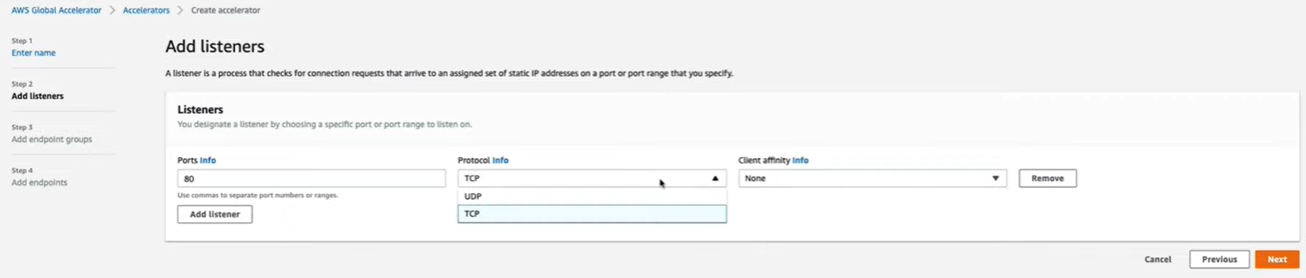 AWS Global Accelerator > Accelerators > Create accelerator
Step 1
Enter name
Step 2
Add listeners
Step 3
Add endpoint groups
Step 4
Add endpoints
Add listeners
A listener is a process that checks for connection requests that arrive to an assigned set of static IP addresses on a port or port range that you specify.
Listeners
You designate a listener by choosing a specific port or port range to listen on.
Ports Info
80
Use commas to separate port numbers or ranges.
Add listener
Protocol Info
TCP
UDP
TCP
Client affinity Info
None
Remove
Cancel Previous Next